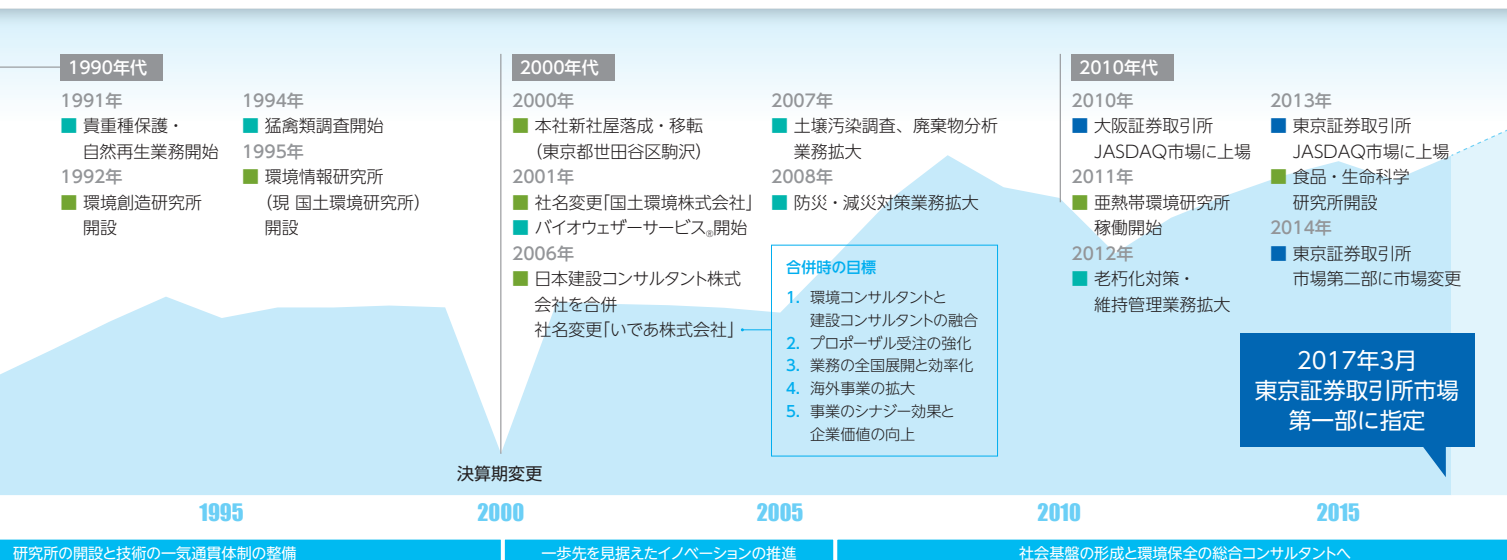 1990年代
1991年
■ 貴重種保護・
自然再生業務開始
1992年
■ 環境創造研究所
開設
1994年
■ 猛禽類調査開始
1995年
■ 環境情報研究所
(現 国土環境研究所)
開設
2000年代
2000年
■ 本社新社屋落成・移転
(東京都世田谷区駒沢)
2001年
■ 社名変更「国土環境株式会社」
■ バイオウェザーサービス®開始
2006年
■ 日本建設コンサルタント株式
会社を合併
社名変更「いであ株式会社」
2007年
■ 土壌汚染調査、廃棄物分析
業務拡大
2008年
■ 防災・減災対策業務拡大
合併時の目標
1. 環境コンサルタントと
建設コンサルタントの融合
2. プロポーザル受注の強化
3. 業務の全国展開と効率化
4. 海外事業の拡大
5. 事業のシナジー効果と
企業価値の向上
2010年代
2010年
■ 大阪証券取引所
JASDAQ市場に上場
2011年
■ 亜熱帯環境研究所
稼働開始
2012年
■ 老朽化対策・
維持管理業務拡大
2013年
■ 東京証券取引所
JASDAQ市場に上場
■ 食品・生命科学
研究所開設
2014年
■ 東京証券取引所
市場第二部に市場変更
2017年3月
東京証券取引所市場
第一部に指定
決算期変更
1995
2000
2005
2010
2015
研究所の開設と技術の一気通貫体制の整備
一歩先を見据えたイノベーションの推進
社会基盤の形成と環境保全の総合コンサルタントへ